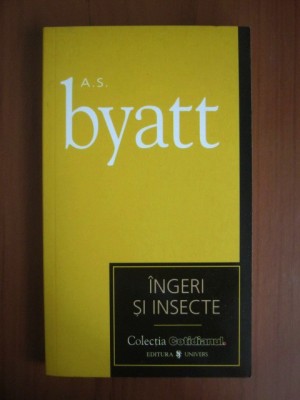 A.S.
byatt
ÎNGERI
ȘI INSECTE
Colecția Cotidianul.
EDITURA UNIVERS